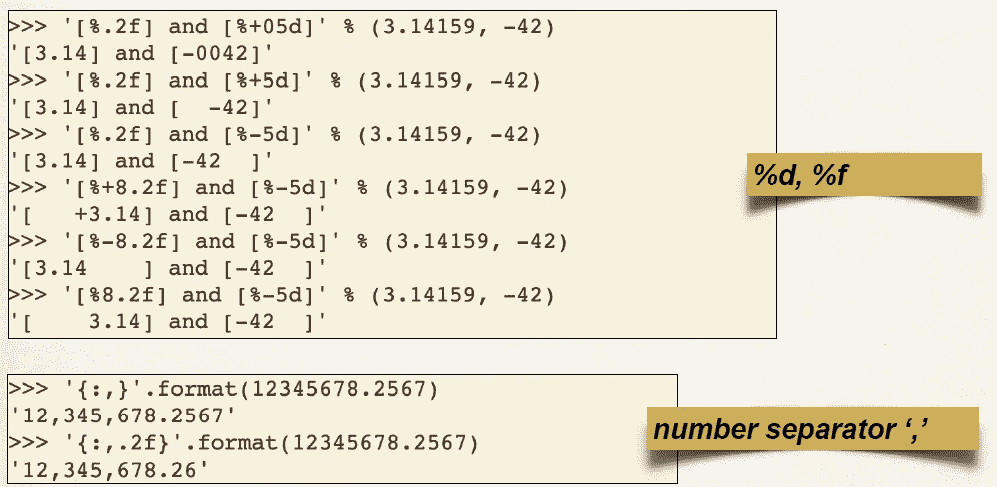 >>> '[%.2f] and [%+05d]' % (3.14159, -42)
'[3.14] and [-0042]'
>>> '[%.2f] and [%+5d]' % (3.14159, -42)
'[3.14] and [  -42]'
>>> '[%.2f] and [%-5d]' % (3.14159, -42)
'[3.14] and [-42  ]'
>>> '[%+8.2f] and [%-5d]' % (3.14159, -42)
'[   +3.14] and [-42  ]'
>>> '[%-8.2f] and [%-5d]' % (3.14159, -42)
'[3.14    ] and [-42  ]'
>>> '[%8.2f] and [%-5d]' % (3.14159, -42)
'[    3.14] and [-42  ]'
%d, %f
>>> '{:,}'.format(12345678.2567)
'12,345,678.2567'
>>> '{:,.2f}'.format(12345678.2567)
'12,345,678.26'
number separator ‘,’